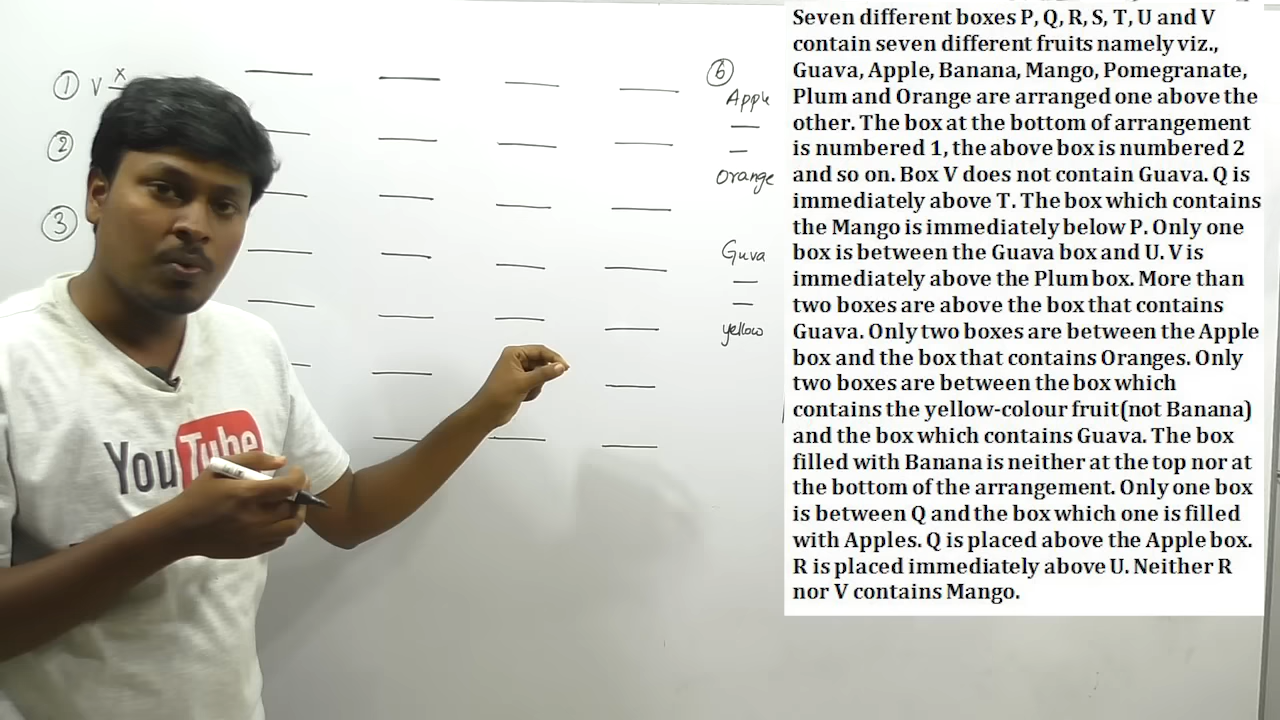 Seven different boxes P, Q, R, S, T, U and V
contain seven different fruits namely viz.,
Guava, Apple, Banana, Mango, Pomegranate,
Plum and Orange are arranged one above the
other. The box at the bottom of arrangement
is numbered 1, the above box is numbered 2
and so on. Box V does not contain Guava. Q is
immediately above T. The box which contains
the Mango is immediately below P. Only one
box is between the Guava box and U. V is
immediately above the Plum box. More than
two boxes are above the box that contains
Guava. Only two boxes are between the Apple
box and the box that contains Oranges. Only
two boxes are between the box which
contains the yellow-colour fruit(not Banana)
and the box which contains Guava. The box
filled with Banana is neither at the top nor at
the bottom of the arrangement. Only one box
is between Q and the box which one is filled
with Apples. Q is placed above the Apple box.
R is placed immediately above U. Neither R
nor V contains Mango.
1 V x
2
3
6
Apple
Orange
Guva
yellow
YouTube